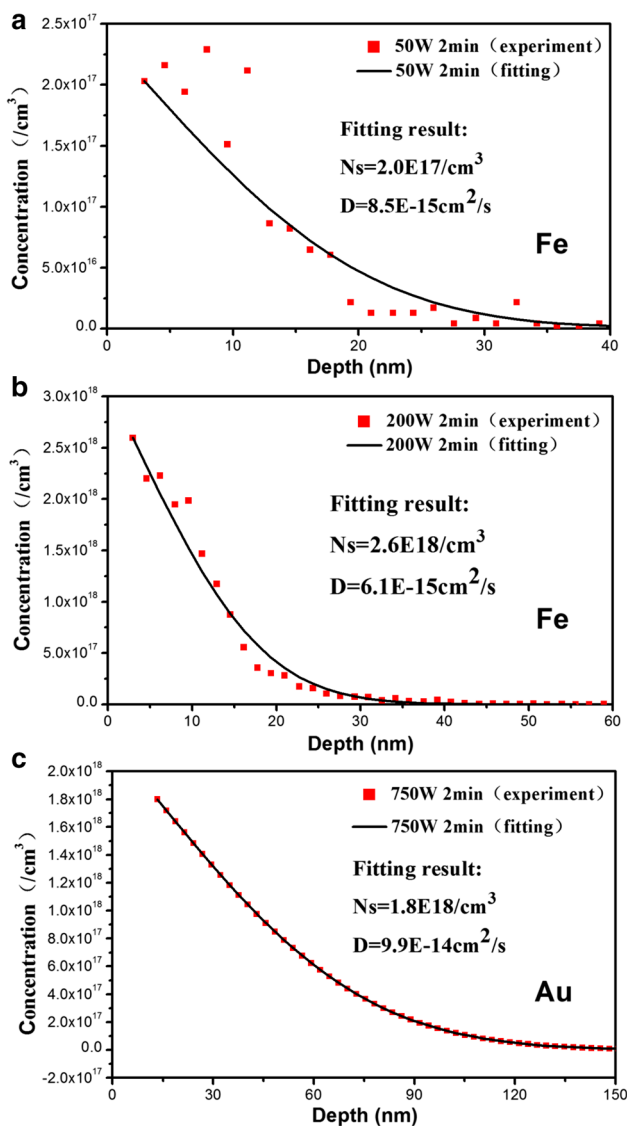 a
2.5x10^17
2.0x10^17
1.5x10^17
1.0x10^17
5.0x10^16
0.0
Concentration（/cm³）
50W 2min（experiment）
50W 2min（fitting）
Fitting result:
Ns=2.0E17/cm³
D=8.5E-15cm²/s
Fe
0 10 20 30 40
Depth (nm)
b
3.0x10^18
2.5x10^18
2.0x10^18
1.5x10^18
1.0x10^18
5.0x10^17
0.0
Concentration（/cm³）
200W 2min（experiment）
200W 2min（fitting）
Fitting result:
Ns=2.6E18/cm³
D=6.1E-15cm²/s
Fe
0 10 20 30 40 50 60
Depth (nm)
c
2.0x10^18
1.8x10^18
1.6x10^18
1.4x10^18
1.2x10^18
1.0x10^18
8.0x10^17
6.0x10^17
4.0x10^17
2.0x10^17
0.0
-2.0x10^17
Concentration（/cm³）
750W 2min（experiment）
750W 2min（fitting）
Fitting result:
Ns=1.8E18/cm³
D=9.9E-14cm²/s
Au
0 30 60 90 120 150
Depth (nm)